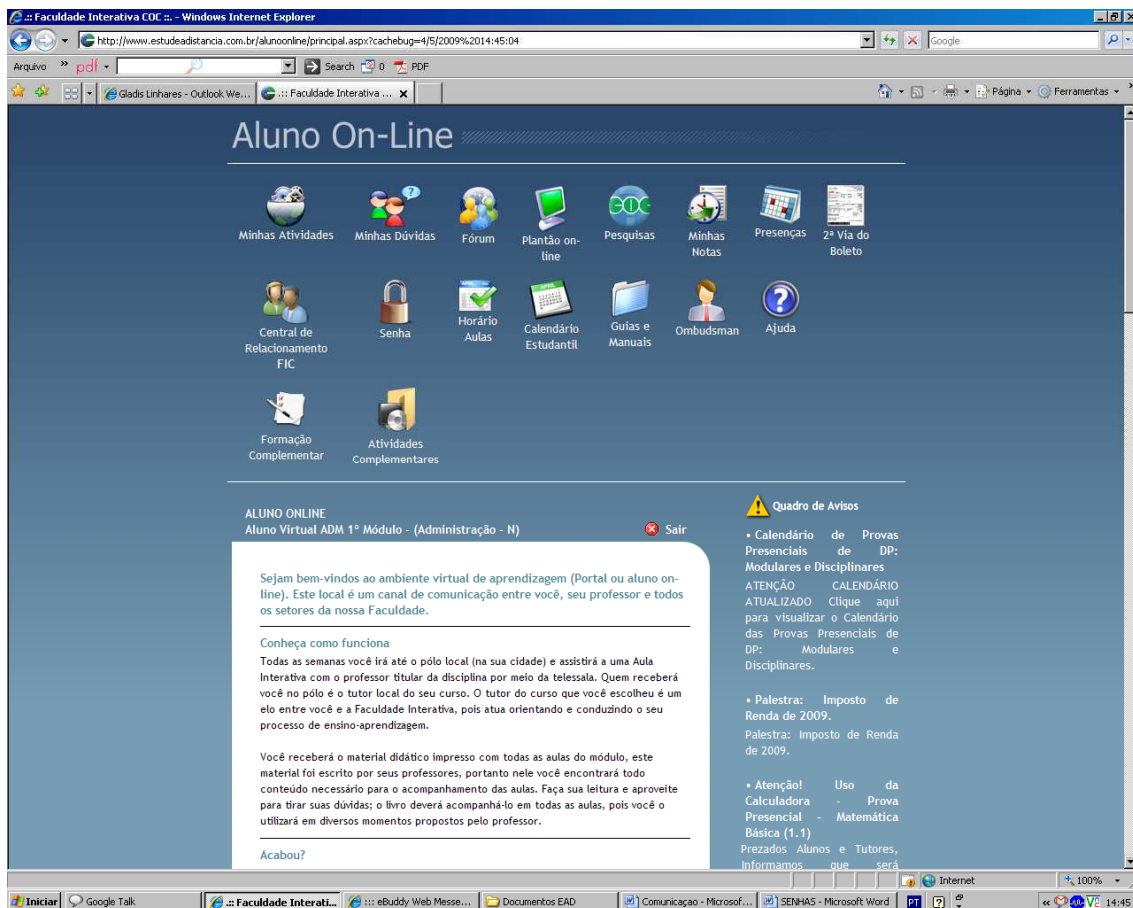 .:: Faculdade Interativa COC ::. - Windows Internet Explorer
http://www.estudeadistancia.com.br/alunoonline/principal.aspx?cachebug=4/5/2009%2014:45:04
Google
Arquivo » pdf Search 0 PDF
Gladis Linhares - Outlook We... .:: Faculdade Interativa ... X Página Ferramentas »
Aluno On-Line
Minhas Atividades
Minhas Dúvidas
Fórum
Plantão on-
line
COC
Pesquisas
Minhas
Notas
Presenças
2ª Via do
Boleto
Central de
Relacionamento
FIC
Senha
APRIL
Horário
Aulas
APRIL
Calendário
Estudantil
Guias e
Manuais
Ombudsman
Ajuda
Formação
Complementar
Atividades
Complementares
ALUNO ONLINE
Aluno Virtual ADM 1º Módulo - (Administração - N)
Sair
Sejam bem-vindos ao ambiente virtual de aprendizagem (Portal ou aluno on-
line). Este local é um canal de comunicação entre você, seu professor e todos
os setores da nossa Faculdade.
Conheça como funciona
Todas as semanas você irá até o pólo local (na sua cidade) e assistirá a uma Aula
Interativa com o professor titular da disciplina por meio da telessala. Quem receberá
você no pólo é o tutor local do seu curso. O tutor do curso que você escolheu é um
elo entre você e a Faculdade Interativa, pois atua orientando e conduzindo o seu
processo de ensino-aprendizagem.
Você receberá o material didático impresso com todas as aulas do módulo, este
material foi escrito por seus professores, portanto nele você encontrará todo
conteúdo necessário para o acompanhamento das aulas. Faça sua leitura e aproveite
para tirar suas dúvidas; o livro deverá acompanhá-lo em todas as aulas, pois você o
utilizará em diversos momentos propostos pelo professor.
Acabou?
Quadro de Avisos
• Calendário de Provas
Presenciais de DP:
Modulares e Disciplinares
ATENÇÃO CALENDÁRIO
ATUALIZADO Clique aqui
para visualizar o Calendário
das Provas Presenciais de
DP: Modulares e
Disciplinares.
• Palestra: Imposto de
Renda de 2009.
Palestra: Imposto de Renda
de 2009.
• Atenção! Uso da
Calculadora - Prova
Presencial - Matemática
Básica (1.1)
Prezados Alunos e Tutores,
Informamos que será
Internet 100%
Iniciar Google Talk .:: Faculdade Interati... ::: eBuddy Web Messe... Documentos EAD Comunicaçao - Microsof... SENHAS - Microsoft Word PT « 14:45